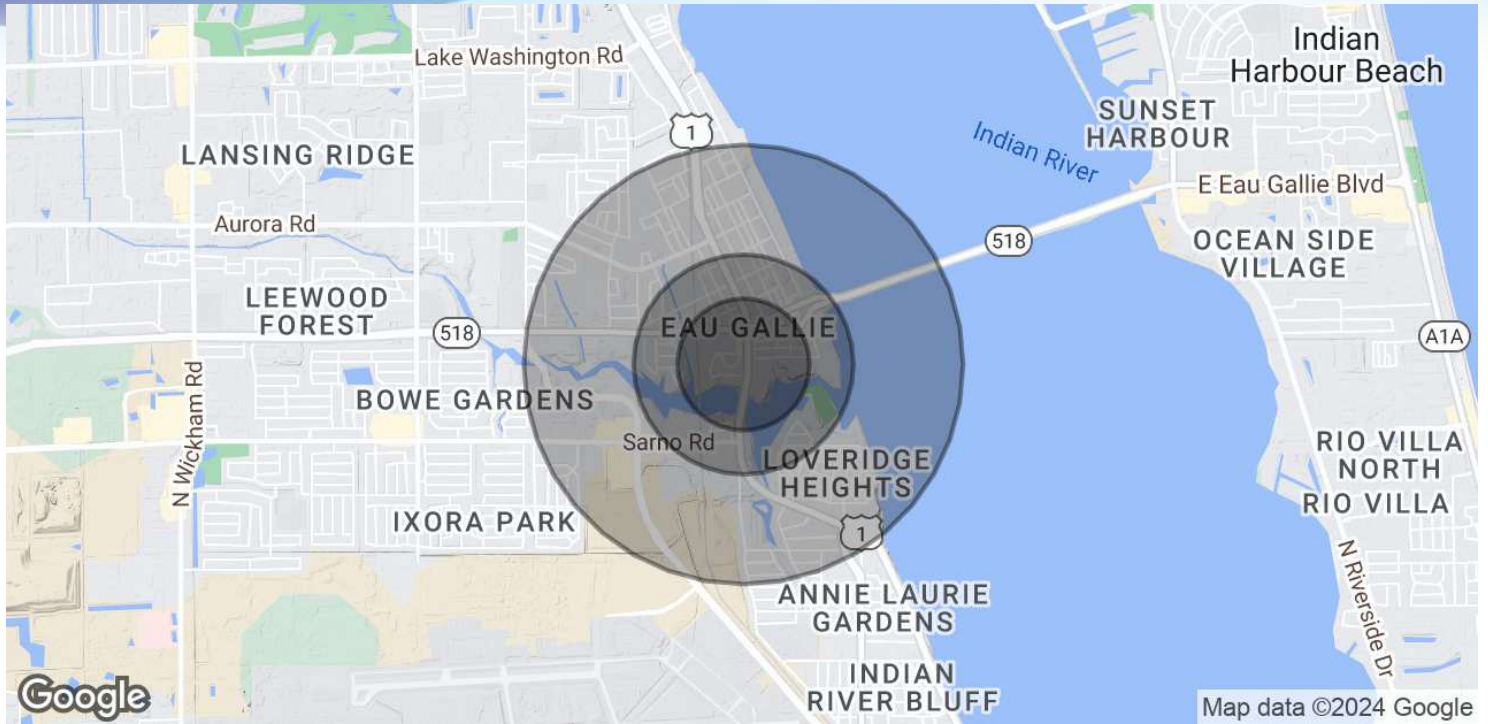 Lake Washington Rd
Indian
Harbour Beach
1
SUNSET
HARBOUR
Indian River
LANSING RIDGE
E Eau Gallie Blvd
Aurora Rd
518
OCEAN SIDE
VILLAGE
LEEWOOD
FOREST
518
EAU GALLIE
A1A
N Wickham Rd
BOWE GARDENS
Sarno Rd
LOVERIDGE
HEIGHTS
RIO VILLA
NORTH
RIO VILLA
IXORA PARK
1
N Riverside Dr
ANNIE LAURIE
GARDENS
INDIAN
RIVER BLUFF
Google
Map data ©2024 Google